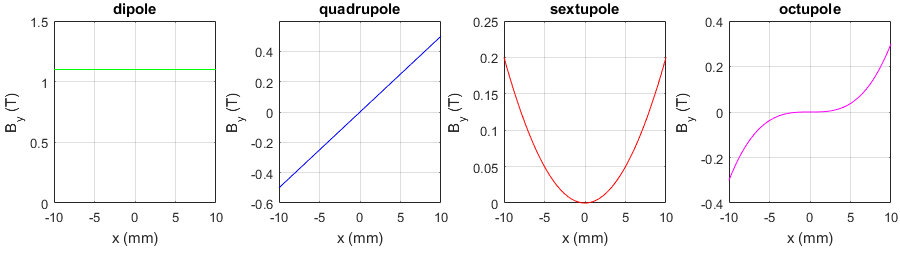 dipole
1.5
1
0.5
0
-10 -5 0 5 10
x (mm)
B_y (T)
quadrupole
0.4
0.2
0
-0.2
-0.4
-0.6
-10 -5 0 5 10
x (mm)
B_y (T)
sextupole
0.25
0.2
0.15
0.1
0.05
0
-10 -5 0 5 10
x (mm)
B_y (T)
octupole
0.4
0.2
0
-0.2
-0.4
-10 -5 0 5 10
x (mm)
B_y (T)